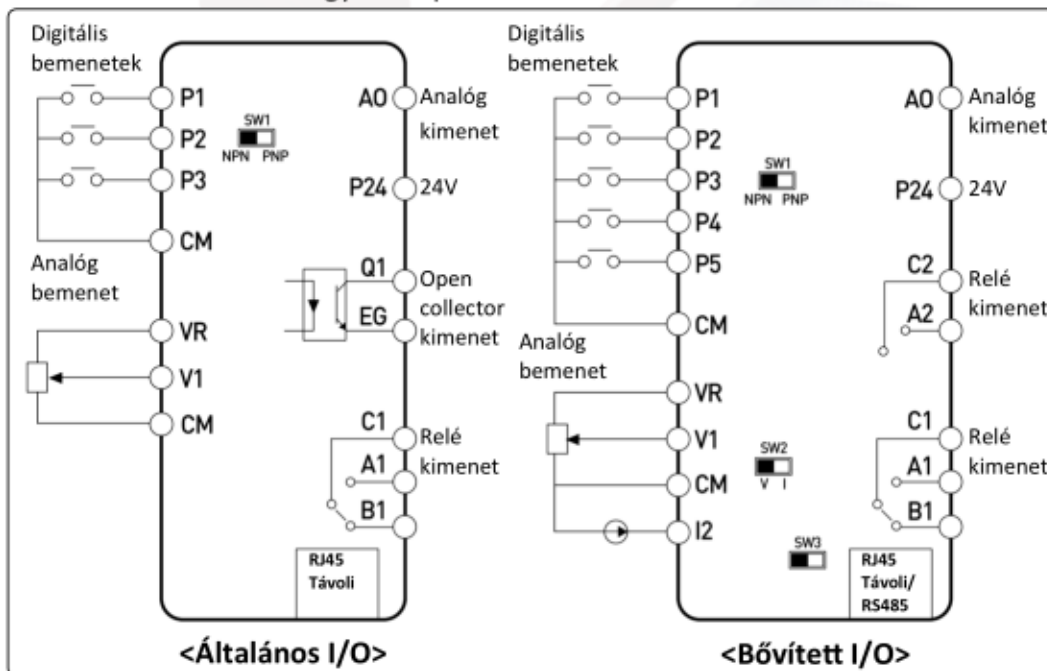 Digitális
bemenetek
P1
P2
P3
CM
SW1
NPN PNP
Analóg
bemenet
VR
V1
CM
AO
Analóg
kimenet
P24
24V
Q1
EG
Open
collector
kimenet
C1
A1
B1
Relé
kimenet
RJ45
Távoli
<Általános I/O>
Digitális
bemenetek
P1
P2
P3
P4
P5
CM
SW1
NPN PNP
Analóg
bemenet
VR
V1
CM
I2
SW2
V I
SW3
AO
Analóg
kimenet
P24
24V
C2
A2
Relé
kimenet
C1
A1
B1
Relé
kimenet
RJ45
Távoli/
RS485
<Bővített I/O>